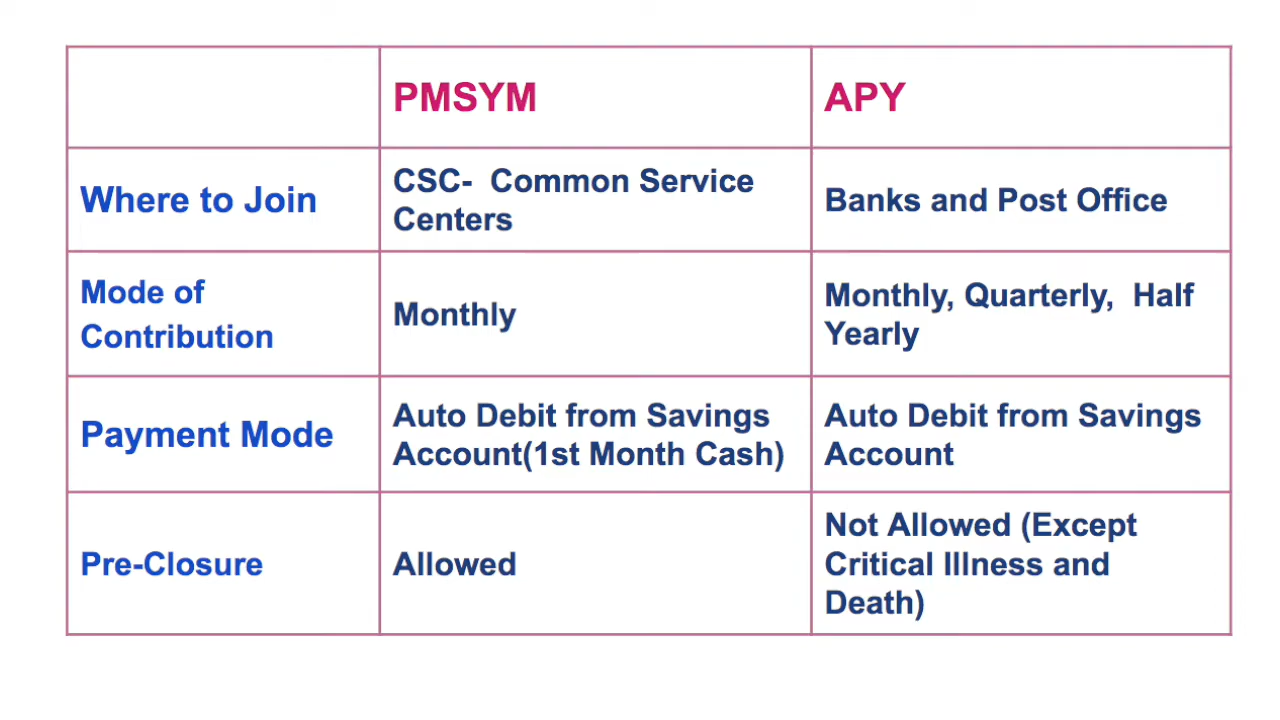 PMSYM APY
Where to Join
CSC-  Common Service
Centers
Banks and Post Office
Mode of
Contribution
Monthly
Monthly, Quarterly,  Half
Yearly
Payment Mode
Auto Debit from Savings
Account(1st Month Cash)
Auto Debit from Savings
Account
Pre-Closure
Allowed
Not Allowed (Except
Critical Illness and
Death)